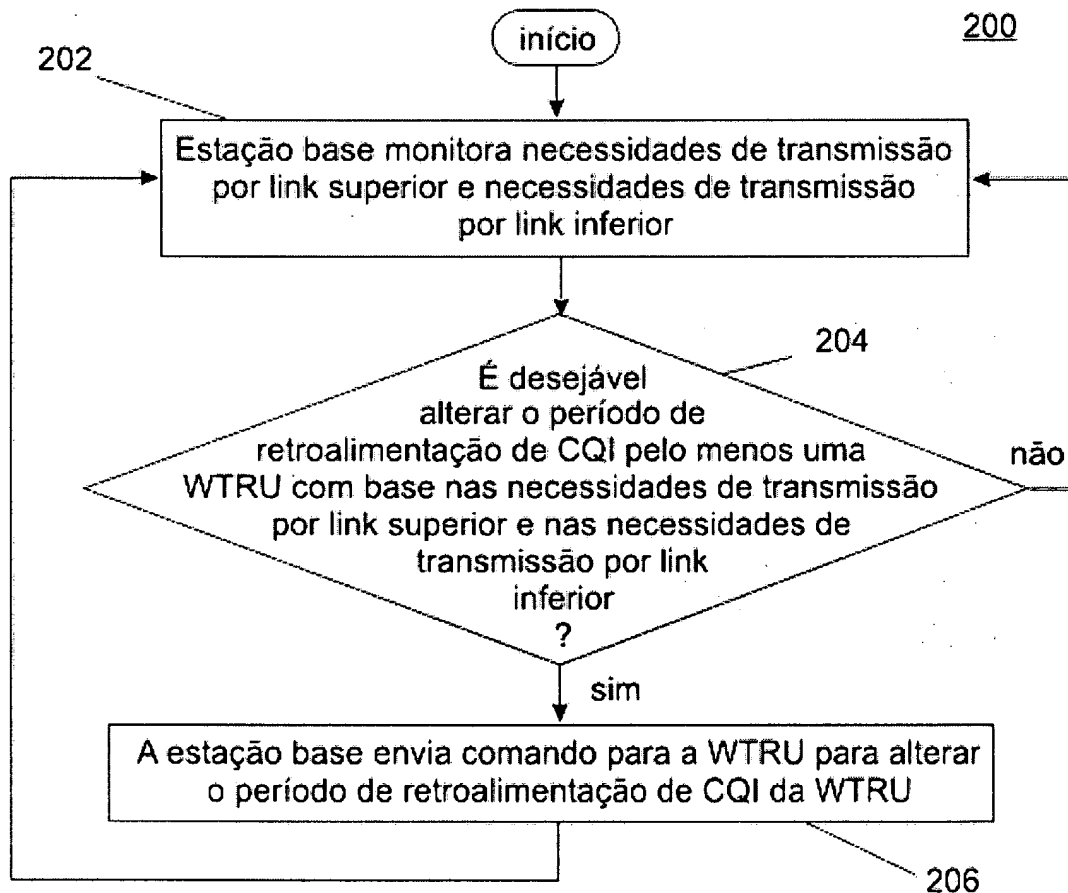 início
200
202
Estação base monitora necessidades de transmissão
por link superior e necessidades de transmissão
por link inferior
204
É desejável
alterar o período de
retroalimentação de CQI pelo menos uma
WTRU com base nas necessidades de transmissão
por link superior e nas necessidades de
transmissão por link
inferior
?
não
sim
A estação base envia comando para a WTRU para alterar
o período de retroalimentação de CQI da WTRU
206